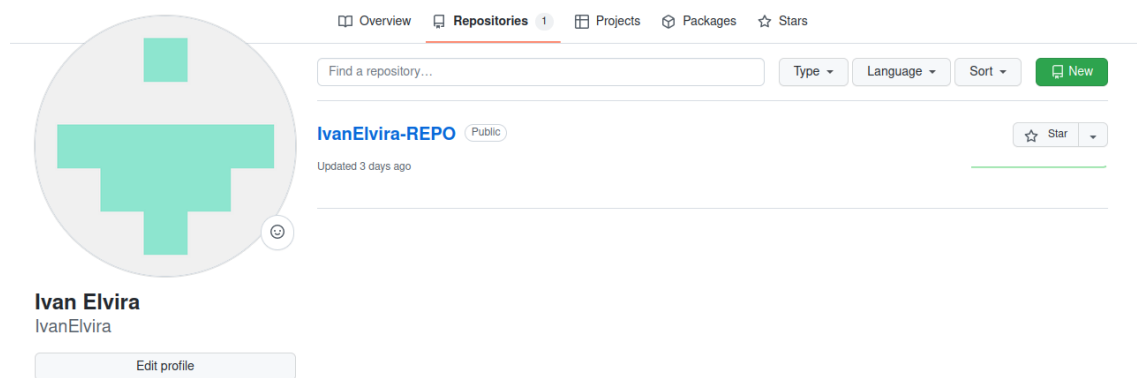 Overview Repositories 1 Projects Packages Stars
Find a repository… Type Language Sort New
IvanElvira-REPO Public Star
Updated 3 days ago
Ivan Elvira
IvanElvira
Edit profile